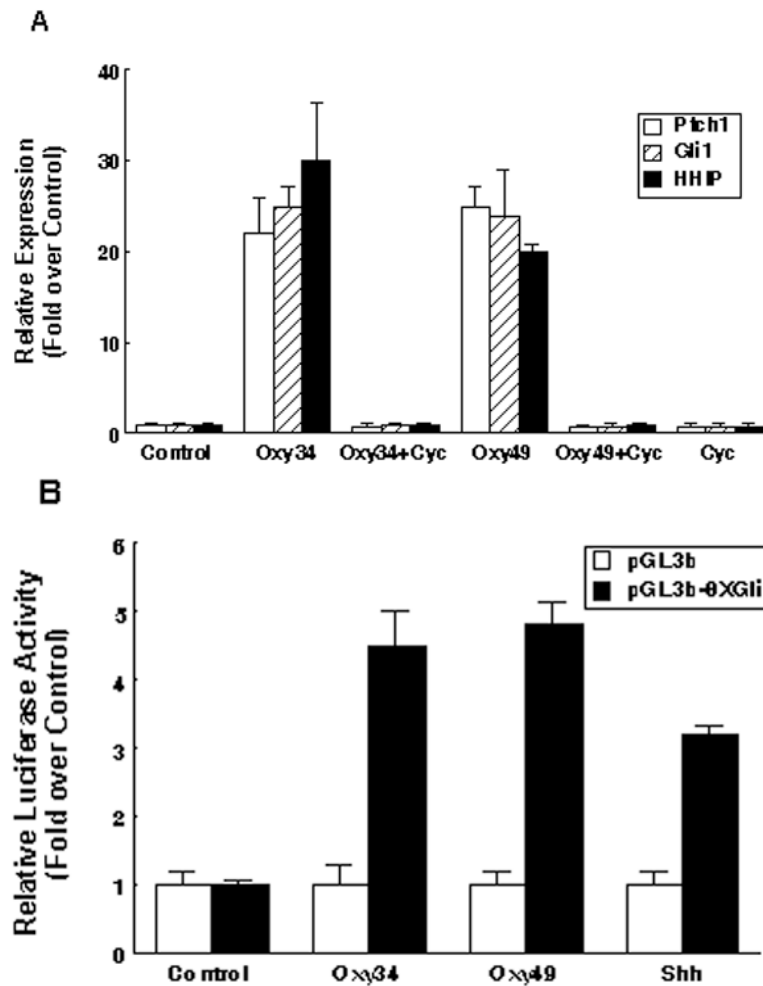 A
40
30
20
10
0
Relative Expression
(Fold over Control)
Ptch1
Gli1
HHIP
Control Oxy34 Oxy34+Cyc Oxy49 Oxy49+Cyc Cyc
B
6
5
4
3
2
1
0
Relative Luciferase Activity
(Fold over Control)
pGL3b
pGL3b-8XGli
Control Oxy34 Oxy49 Shh